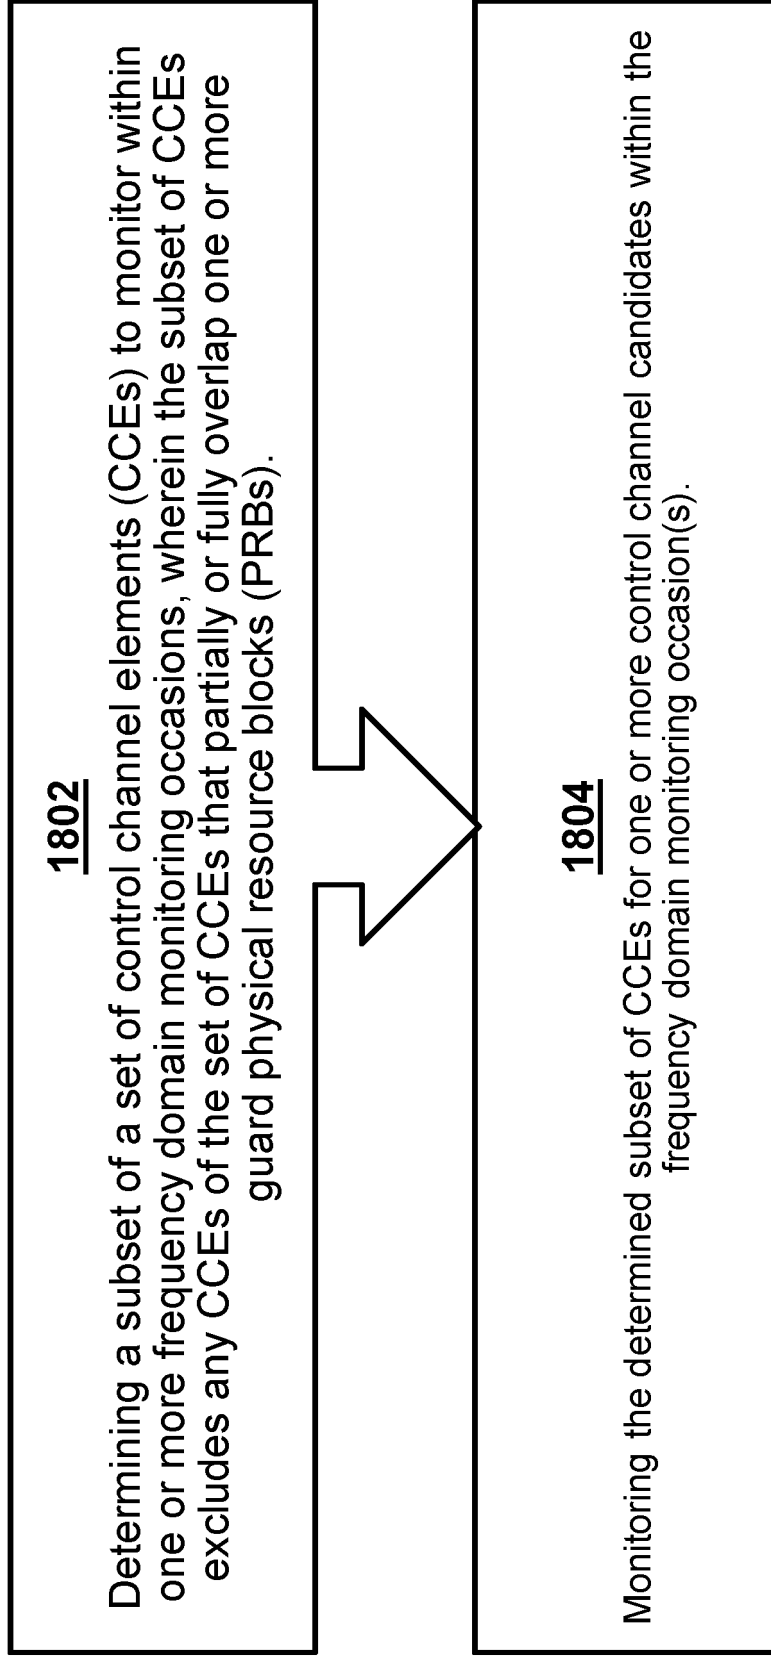 1802
Determining a subset of a set of control channel elements (CCEs) to monitor within
one or more frequency domain monitoring occasions, wherein the subset of CCEs
excludes any CCEs of the set of CCEs that partially or fully overlap one or more
guard physical resource blocks (PRBs).
1804
Monitoring the determined subset of CCEs for one or more control channel candidates within the
frequency domain monitoring occasion(s).